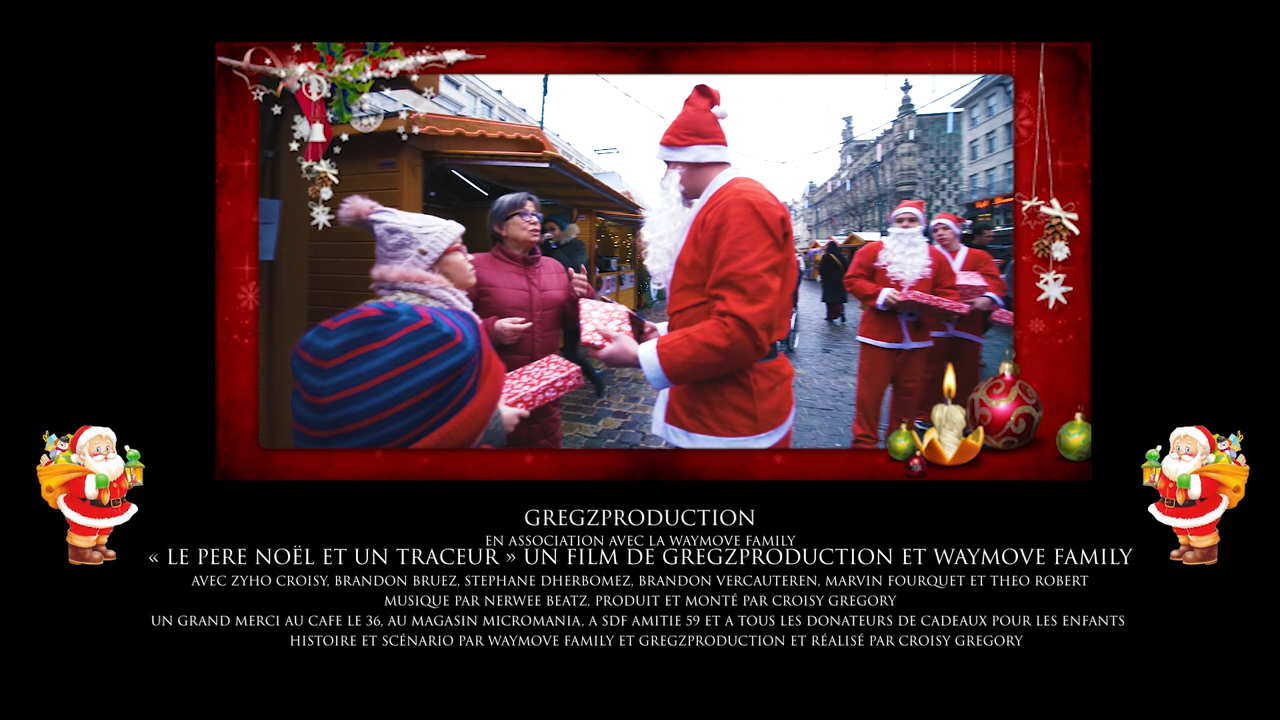 GREGZPRODUCTION
EN ASSOCIATION AVEC LA WAYMOVE FAMILY
« LE PERE NOËL ET UN TRACEUR » UN FILM DE GREGZPRODUCTION ET WAYMOVE FAMILY
AVEC ZYHO CROISY, BRANDON BRUEZ, STEPHANE DHERBOMEZ, BRANDON VERCAUTEREN, MARVIN FOURQUET ET THEO ROBERT
MUSIQUE PAR NERWEE BEATZ, PRODUIT ET MONTÉ PAR CROISY GREGORY
UN GRAND MERCI AU CAFE LE 36, AU MAGASIN MICROMANIA, A SDF AMITIE 59 ET A TOUS LES DONATEURS DE CADEAUX POUR LES ENFANTS
HISTOIRE ET SCÉNARIO PAR WAYMOVE FAMILY ET GREGZPRODUCTION ET RÉALISÉ PAR CROISY GREGORY